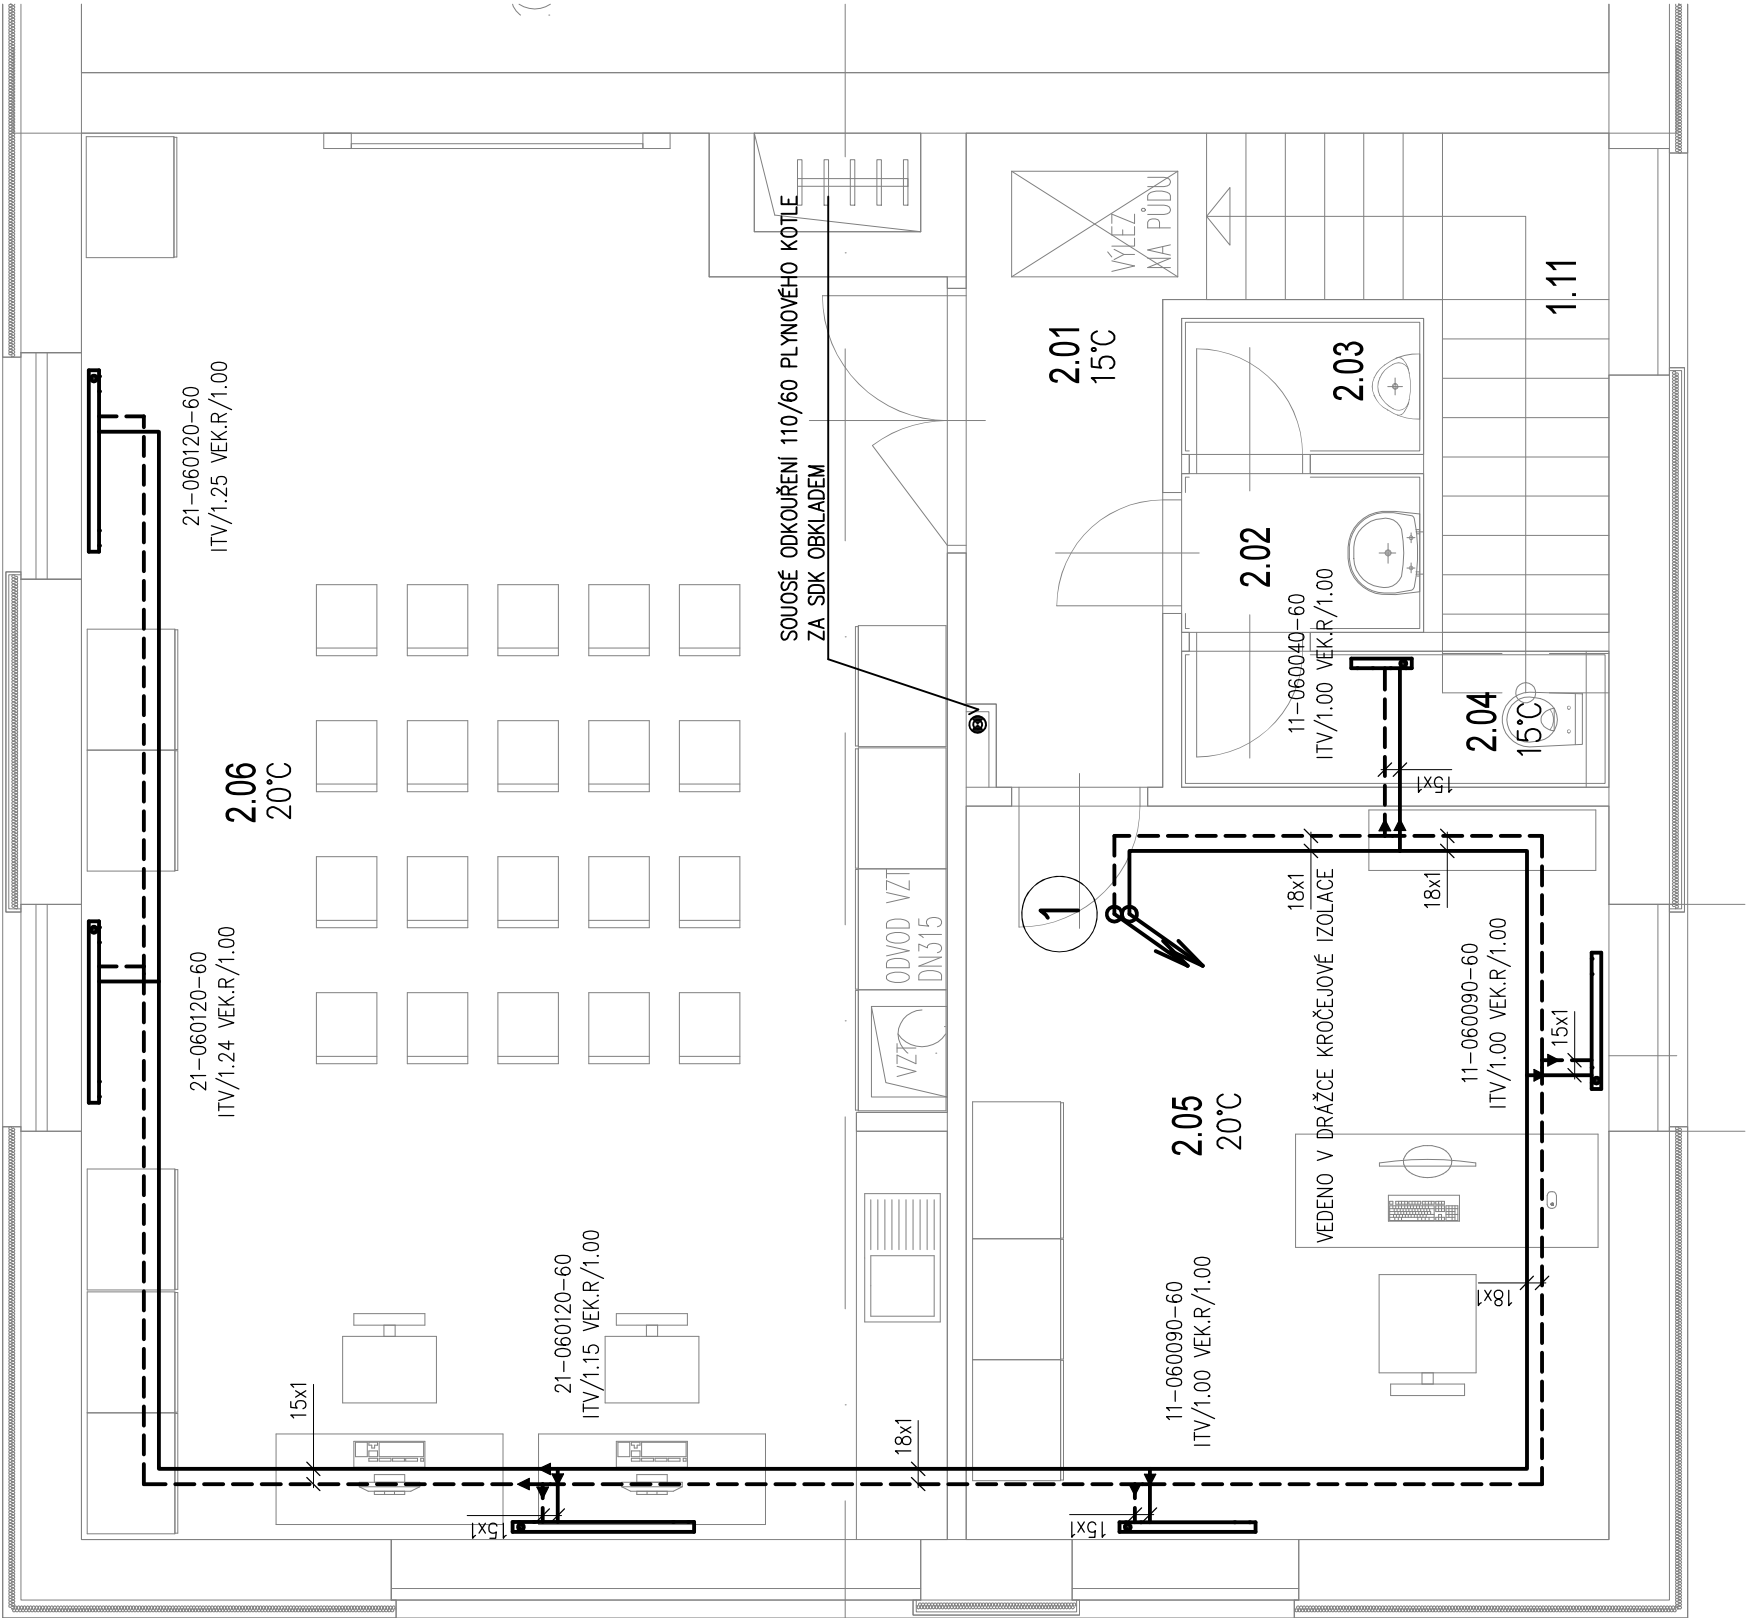 21-060120-60
ITV/1.25 VEK.R/1.00
2.06
20°C
21-060120-60
ITV/1.24 VEK.R/1.00
15x1
21-060120-60
ITV/1.15 VEK.R/1.00
15x1
SOUOSÉ ODKOUŘENÍ 110/60 PLYNOVÉHO KOTLE
ZA SDK OBKLADEM
ODVOD VZT
DN315
VZT
18x1
VÝLEZ
NA PŮDU
2.01
15°C
1
2.03
2.02
1.11
11-060040-60
ITV/1.00 VEK.R/1.00
2.04
15°C
15x1
18x1
18x1
VEDENO V DRÁŽCE KROČEJOVÉ IZOLACE
2.05
20°C
11-060090-60
ITV/1.00 VEK.R/1.00
15x1
18x1
11-060090-60
ITV/1.00 VEK.R/1.00
15x1